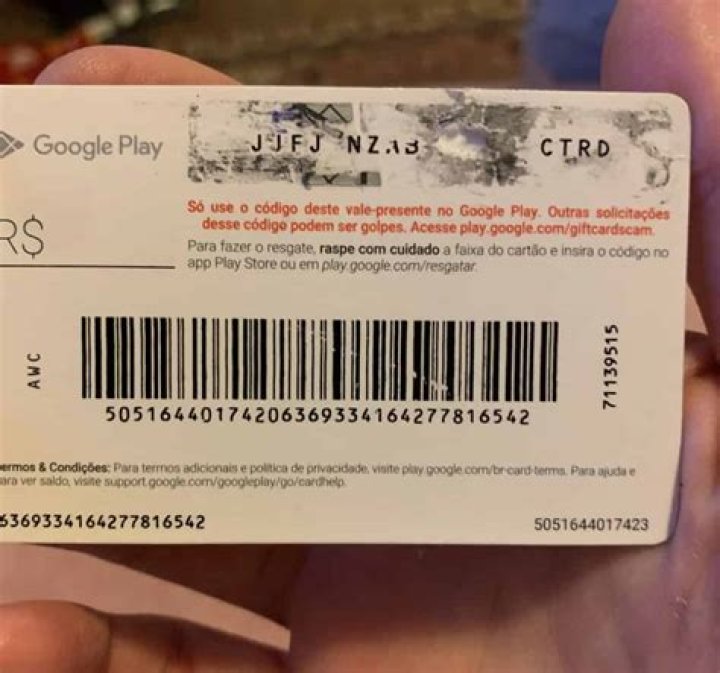 Google Play
JJFJ CTRD
R$
Só use o código deste vale-presente no Google Play. Outras solicitações
desse código podem ser golpes. Acesse play.google.com/giftcardscam.
Para fazer o resgate, raspe com cuidado a faixa do cartão e insira o código no
app Play Store ou em play.google.com/resgatar.
AWC
50516440174206369334164277816542
71139515
ermos & Condições: Para termos adicionais e política de privacidade, visite play.google.com/br-card-terms. Para ajuda e
ara ver saldo, visite support.google.com/googleplay/go/cardhelp.
6369334164277816542
5051644017423